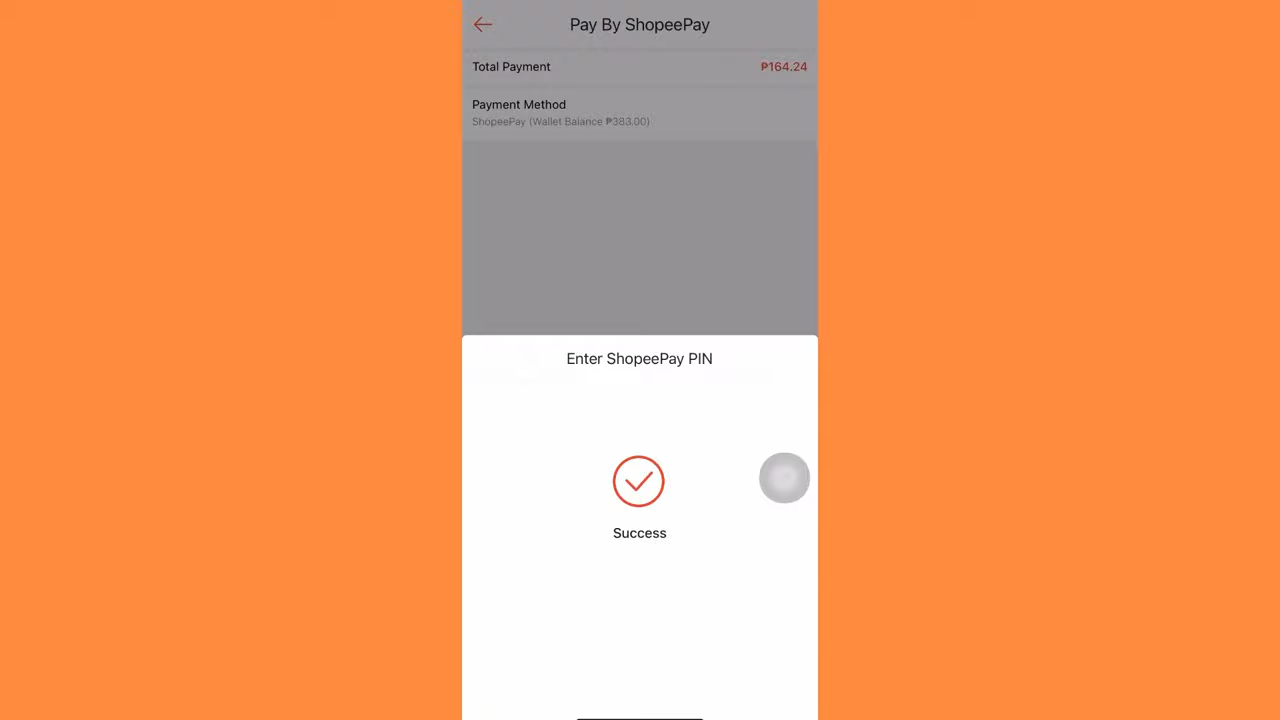 Pay By ShopeePay
Total Payment ₱164.24
Payment Method
ShopeePay (Wallet Balance ₱383.00)
Enter ShopeePay PIN
Success